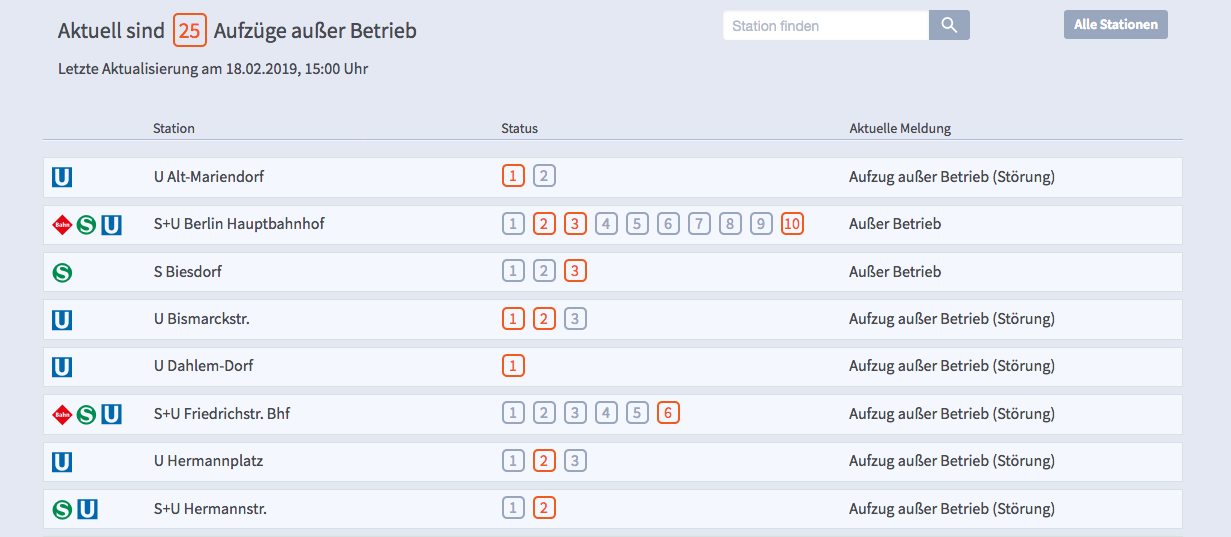 Aktuell sind 25 Aufzüge außer Betrieb
Station finden
Alle Stationen
Letzte Aktualisierung am 18.02.2019, 15:00 Uhr
Station Status Aktuelle Meldung
U U Alt-Mariendorf 1 2 Aufzug außer Betrieb (Störung)
Bahn S U S+U Berlin Hauptbahnhof 1 2 3 4 5 6 7 8 9 10 Außer Betrieb
S S Biesdorf 1 2 3 Außer Betrieb
U U Bismarckstr. 1 2 3 Aufzug außer Betrieb (Störung)
U U Dahlem-Dorf 1 Aufzug außer Betrieb (Störung)
Bahn S U S+U Friedrichstr. Bhf 1 2 3 4 5 6 Aufzug außer Betrieb (Störung)
U U Hermannplatz 1 2 3 Aufzug außer Betrieb (Störung)
S U S+U Hermannstr. 1 2 Aufzug außer Betrieb (Störung)